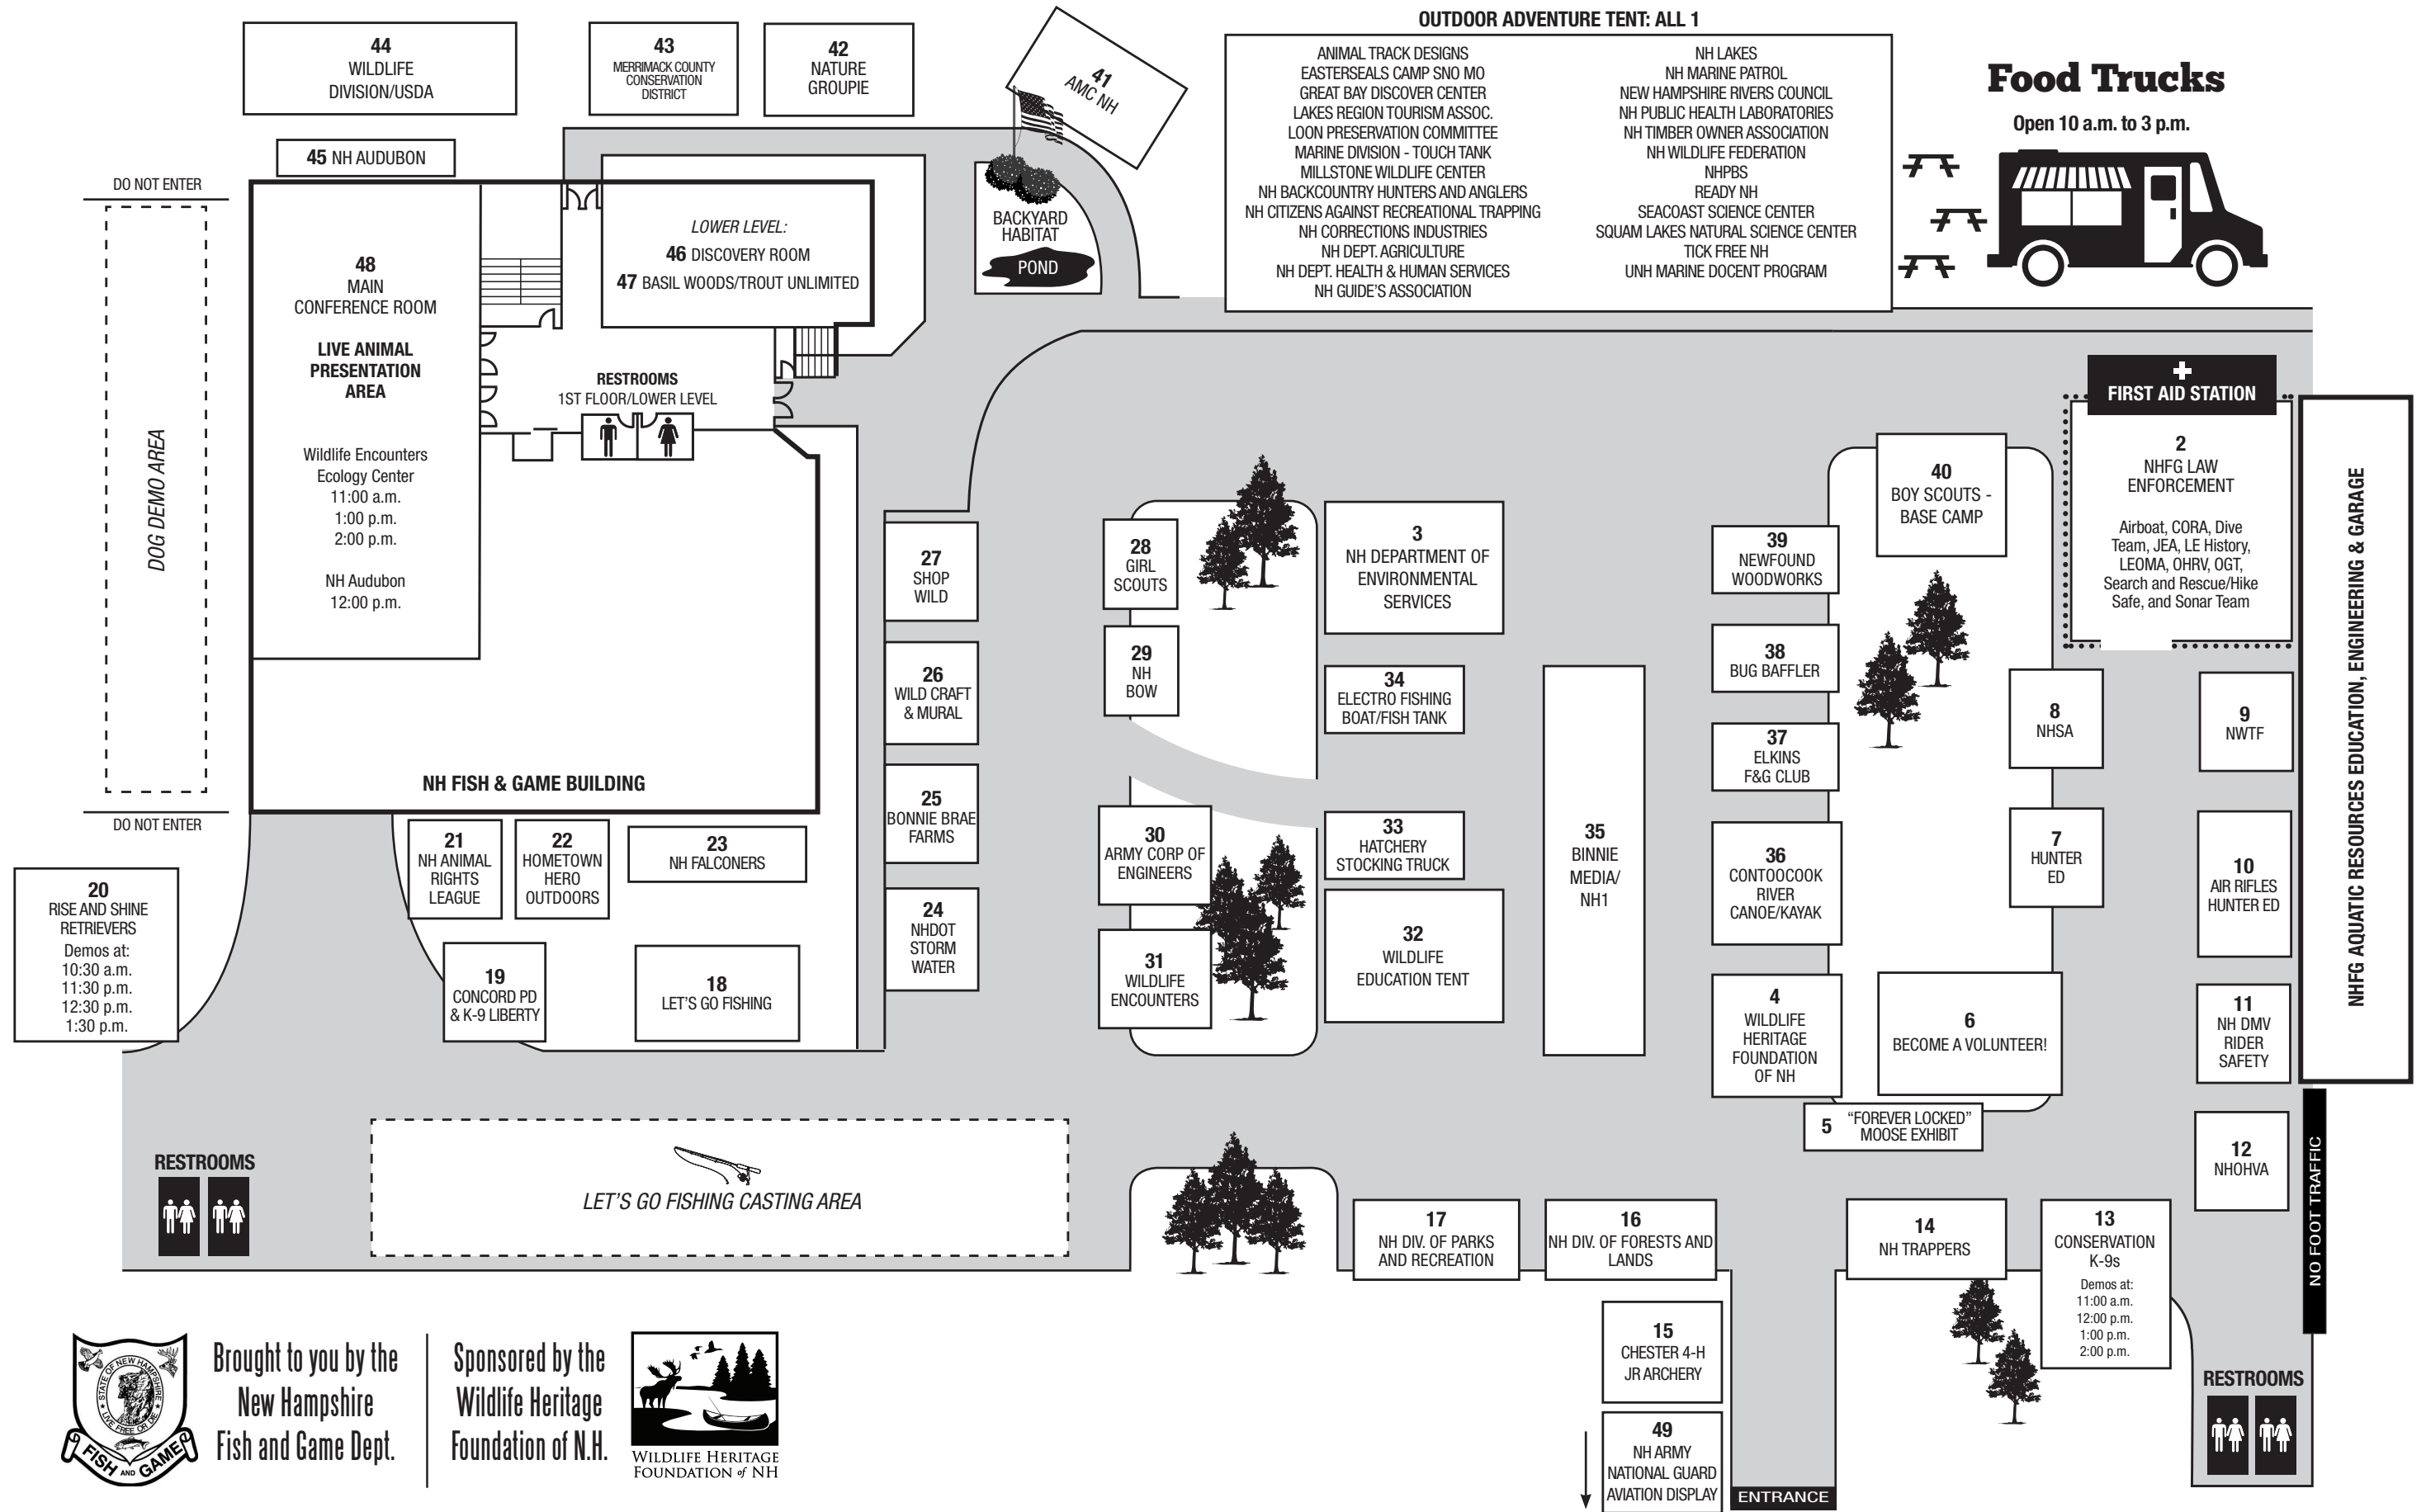 44
WILDLIFE
DIVISION/USDA
43
MERRIMACK COUNTY
CONSERVATION
DISTRICT
42
NATURE
GROUPIE
41
AMC NH
OUTDOOR ADVENTURE TENT: ALL 1
ANIMAL TRACK DESIGNS
EASTERSEALS CAMP SNO MO
GREAT BAY DISCOVER CENTER
LAKES REGION TOURISM ASSOC.
LOON PRESERVATION COMMITTEE
MARINE DIVISION - TOUCH TANK
MILLSTONE WILDLIFE CENTER
NH BACKCOUNTRY HUNTERS AND ANGLERS
NH CITIZENS AGAINST RECREATIONAL TRAPPING
NH CORRECTIONS INDUSTRIES
NH DEPT. AGRICULTURE
NH DEPT. HEALTH & HUMAN SERVICES
NH GUIDE'S ASSOCIATION
NH LAKES
NH MARINE PATROL
NEW HAMPSHIRE RIVERS COUNCIL
NH PUBLIC HEALTH LABORATORIES
NH TIMBER OWNER ASSOCIATION
NH WILDLIFE FEDERATION
NHPBS
READY NH
SEACOAST SCIENCE CENTER
SQUAM LAKES NATURAL SCIENCE CENTER
TICK FREE NH
UNH MARINE DOCENT PROGRAM
Food Trucks
Open 10 a.m. to 3 p.m.
45 NH AUDUBON
DO NOT ENTER
DOG DEMO AREA
DO NOT ENTER
48
MAIN
CONFERENCE ROOM
LIVE ANIMAL
PRESENTATION
AREA
Wildlife Encounters
Ecology Center
11:00 a.m.
1:00 p.m.
2:00 p.m.
NH Audubon
12:00 p.m.
LOWER LEVEL:
46 DISCOVERY ROOM
47 BASIL WOODS/TROUT UNLIMITED
RESTROOMS
1ST FLOOR/LOWER LEVEL
NH FISH & GAME BUILDING
BACKYARD
HABITAT
POND
FIRST AID STATION
2
NHFG LAW
ENFORCEMENT
Airboat, CORA, Dive
Team, JEA, LE History,
LEOMA, OHRV, OGT,
Search and Rescue/Hike
Safe, and Sonar Team
NHFG AQUATIC RESOURCES EDUCATION, ENGINEERING & GARAGE
27
SHOP
WILD
26
WILD CRAFT
& MURAL
25
BONNIE BRAE
FARMS
24
NHDOT
STORM
WATER
28
GIRL
SCOUTS
29
NH
BOW
30
ARMY CORP OF
ENGINEERS
31
WILDLIFE
ENCOUNTERS
3
NH DEPARTMENT OF
ENVIRONMENTAL
SERVICES
34
ELECTRO FISHING
BOAT/FISH TANK
33
HATCHERY
STOCKING TRUCK
32
WILDLIFE
EDUCATION TENT
35
BINNIE
MEDIA/
NH1
39
NEWFOUND
WOODWORKS
38
BUG BAFFLER
37
ELKINS
F&G CLUB
36
CONTOOCOOK
RIVER
CANOE/KAYAK
4
WILDLIFE
HERITAGE
FOUNDATION
OF NH
40
BOY SCOUTS -
BASE CAMP
8
NHSA
7
HUNTER
ED
6
BECOME A VOLUNTEER!
5 "FOREVER LOCKED"
MOOSE EXHIBIT
9
NWTF
10
AIR RIFLES
HUNTER ED
11
NH DMV
RIDER
SAFETY
12
NHOHVA
NO FOOT TRAFFIC
20
RISE AND SHINE
RETRIEVERS
Demos at:
10:30 a.m.
11:30 p.m.
12:30 p.m.
1:30 p.m.
21
NH ANIMAL
RIGHTS
LEAGUE
22
HOMETOWN
HERO
OUTDOORS
23
NH FALCONERS
19
CONCORD PD
& K-9 LIBERTY
18
LET'S GO FISHING
RESTROOMS
LET'S GO FISHING CASTING AREA
17
NH DIV. OF PARKS
AND RECREATION
16
NH DIV. OF FORESTS AND
LANDS
14
NH TRAPPERS
13
CONSERVATION
K-9s
Demos at:
11:00 a.m.
12:00 p.m.
1:00 p.m.
2:00 p.m.
15
CHESTER 4-H
JR ARCHERY
49
NH ARMY
NATIONAL GUARD
AVIATION DISPLAY
ENTRANCE
RESTROOMS
STATE OF NEW HAMPSHIRE
LIVE FREE OR DIE
FISH AND GAME
Brought to you by the
New Hampshire
Fish and Game Dept.
Sponsored by the
Wildlife Heritage
Foundation of N.H.
WILDLIFE HERITAGE
FOUNDATION of NH